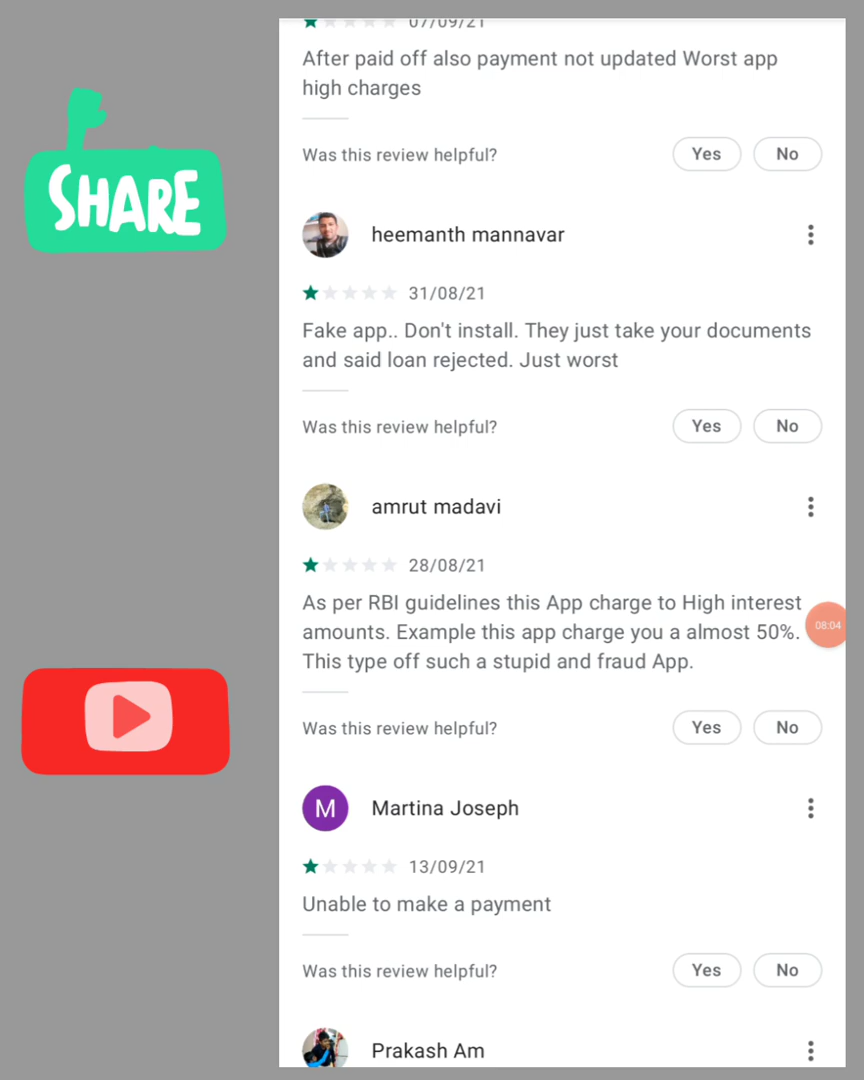 07/09/21
After paid off also payment not updated Worst app
high charges
Was this review helpful?
Yes
No
SHARE
heemanth mannavar
31/08/21
Fake app.. Don't install. They just take your documents
and said loan rejected. Just worst
Was this review helpful?
Yes
No
amrut madavi
28/08/21
As per RBI guidelines this App charge to High interest
amounts. Example this app charge you a almost 50%.
This type off such a stupid and fraud App.
08:04
Was this review helpful?
Yes
No
M
Martina Joseph
13/09/21
Unable to make a payment
Was this review helpful?
Yes
No
Prakash Am